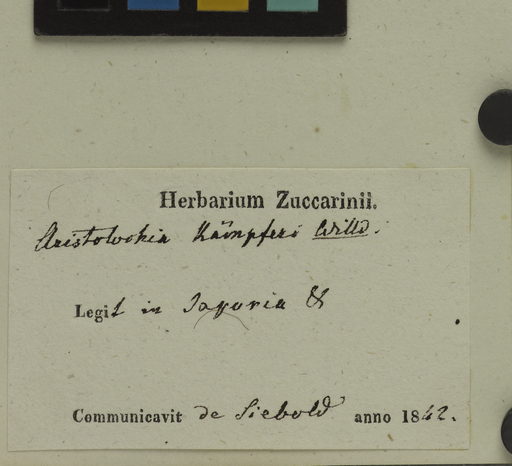 Herbarium Zuccarinii.
Aristolochia Kämpferi Willd.
Legit in Japonia
Communicavit de Siebold anno 1842.